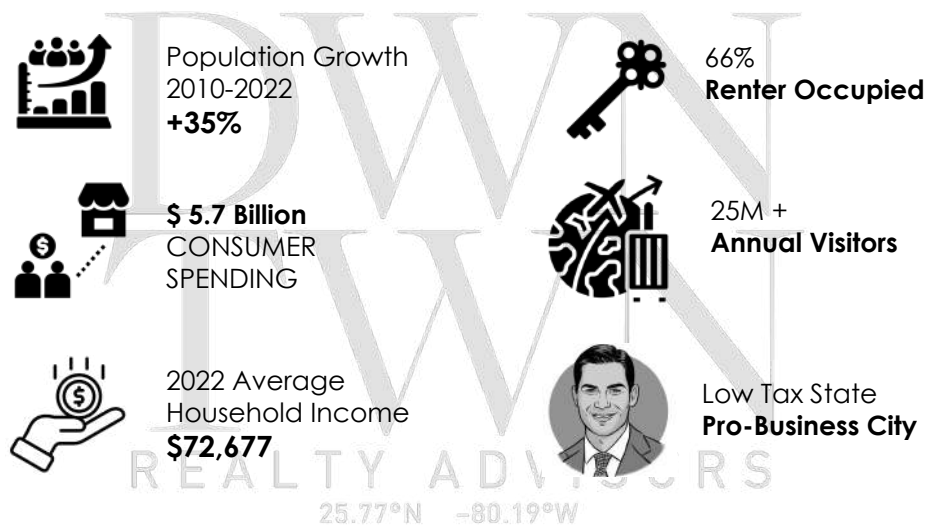 Population Growth
2010-2022
+35%
66%
Renter Occupied
$ 5.7 Billion
CONSUMER
SPENDING
25M +
Annual Visitors
2022 Average
Household Income
$72,677
Low Tax State
Pro-Business City
DWN
TWN
REALTY ADVISORS
25.77°N -80.19°W